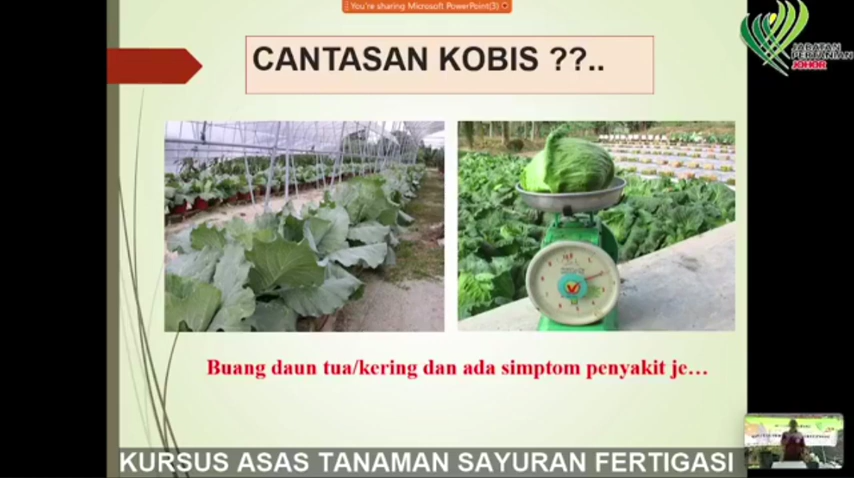 You're sharing Microsoft PowerPoint(3)
JABATAN
PERTANIAN
JOHOR
CANTASAN KOBIS ??..
Buang daun tua/kering dan ada simptom penyakit je…
KURSUS ASAS TANAMAN SAYURAN FERTIGASI